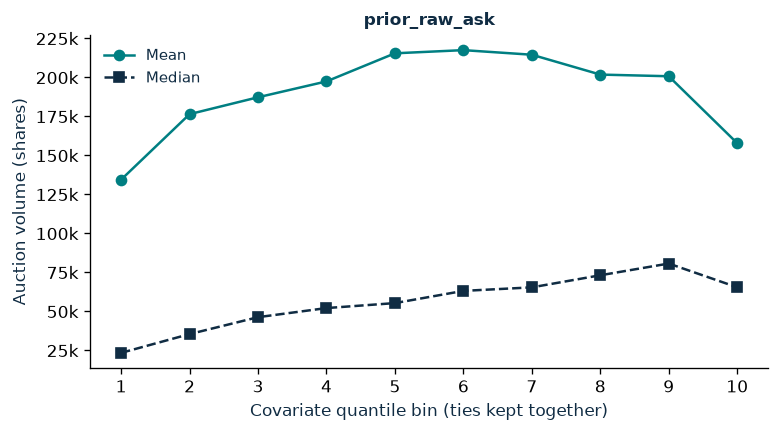 prior_raw_ask
Auction volume (shares)
225k
200k
175k
150k
125k
100k
75k
50k
25k
Mean
Median
1 2 3 4 5 6 7 8 9 10
Covariate quantile bin (ties kept together)